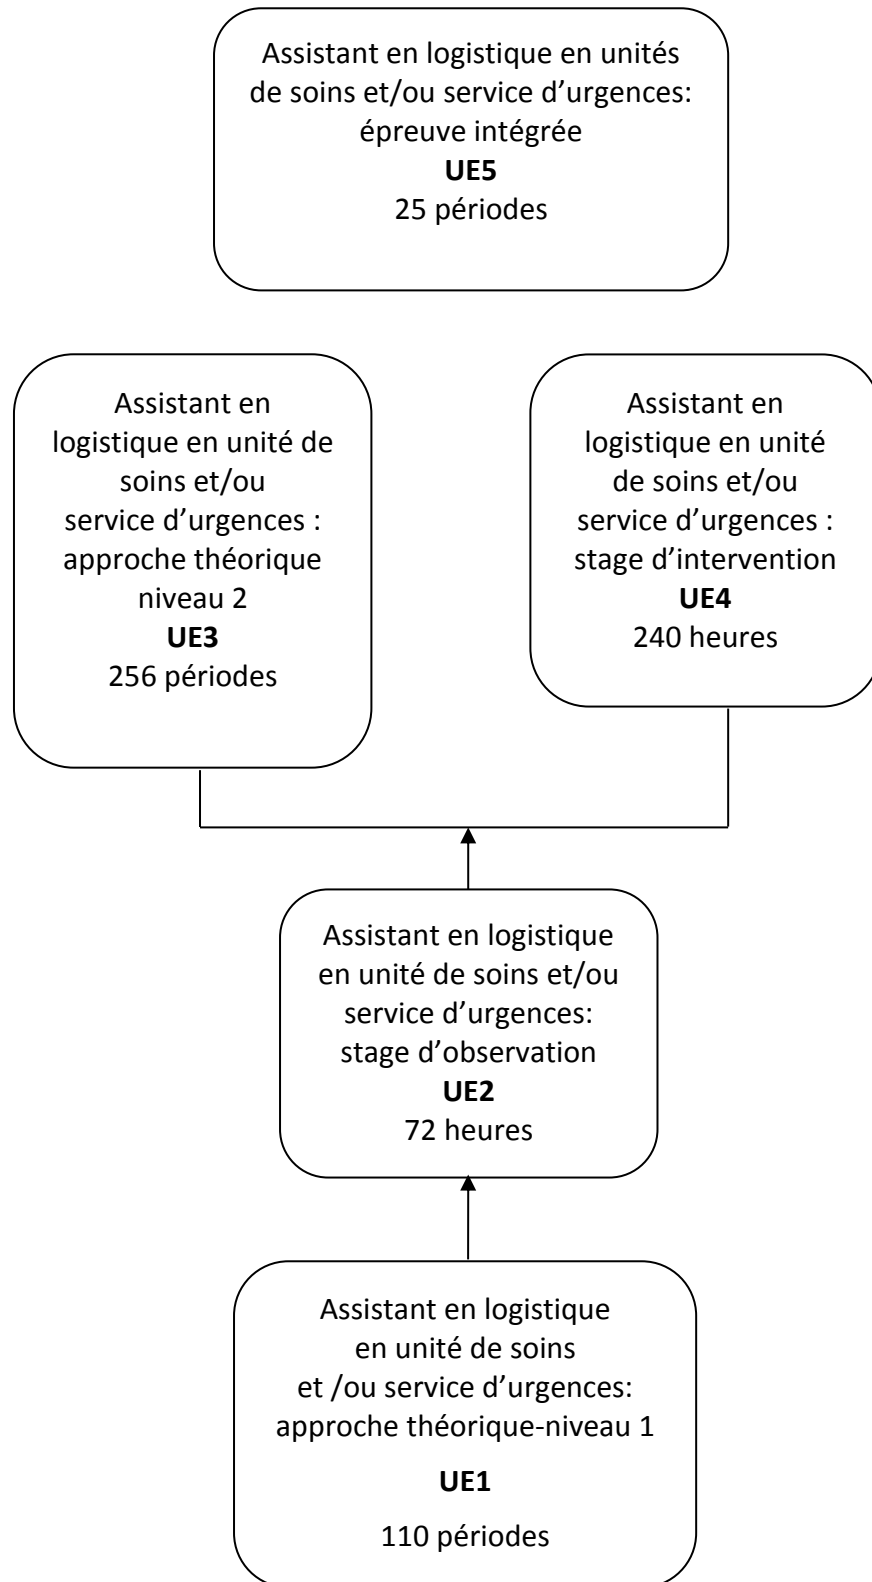 Assistant en logistique en unités
de soins et/ou service d’urgences:
épreuve intégrée
UE5
25 périodes
Assistant en
logistique en unité de
soins et/ou
service d’urgences :
approche théorique
niveau 2
UE3
256 périodes
Assistant en
logistique en unité
de soins et/ou
service d’urgences :
stage d’intervention
UE4
240 heures
Assistant en logistique
en unité de soins et/ou
service d’urgences:
stage d’observation
UE2
72 heures
Assistant en logistique
en unité de soins
et /ou service d’urgences:
approche théorique-niveau 1
UE1
110 périodes